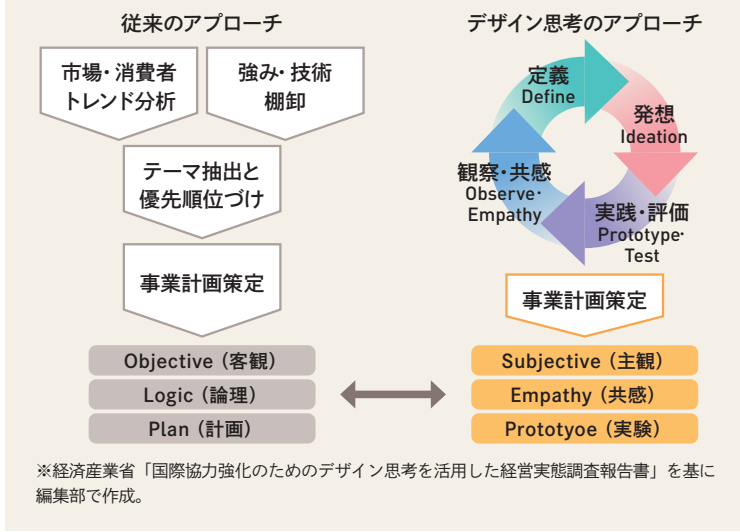 従来のアプローチ
市場・消費者
トレンド分析
強み・技術
棚卸
テーマ抽出と
優先順位づけ
事業計画策定
Objective（客観）
Logic（論理）
Plan（計画）
デザイン思考のアプローチ
定義
Define
発想
Ideation
実践・評価
Prototype・
Test
観察・共感
Observe・
Empathy
事業計画策定
Subjective（主観）
Empathy（共感）
Prototyoe（実験）
※経済産業省「国際協力強化のためのデザイン思考を活用した経営実態調査報告書」を基に
編集部で作成。